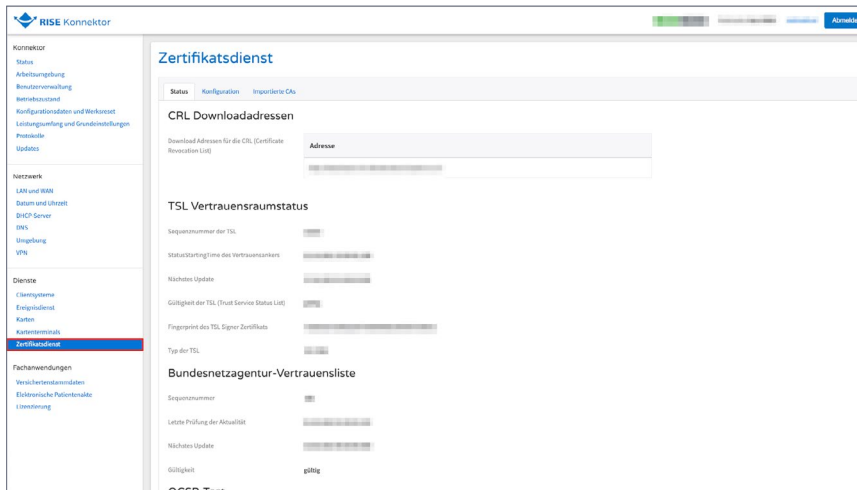 RISE Konnektor
Abmelde
Konnektor
Status
Arbeitsumgebung
Benutzerverwaltung
Betriebszustand
Konfigurationsdaten und Werksreset
Leistungsumfang und Grundeinstellungen
Protokolle
Updates
Netzwerk
LAN und WAN
Datum und Uhrzeit
DHCP Server
DNS
Umgebung
VPN
Dienste
Clientsysteme
Ereignisdienst
Karten
Kartenterminals
Zertifikatsdienst
Fachanwendungen
Versichertenstammdaten
Elektronische Patientenakte
Lizenzierung
Zertifikatsdienst
Status Konfiguration Importierte CAs
CRL Downloadadressen
Download Adressen für die CRL (Certificate
Revocation List)
Adresse
TSL Vertrauensraumstatus
Sequenznummer der TSL
StatusStartingTime des Vertrauensankers
Nächstes Update
Gültigkeit der TSL (Trust Service Status List)
Fingerprint des TSL Signer Zertifikats
Typ der TSL
Bundesnetzagentur-Vertrauensliste
Sequenznummer
Letzte Prüfung der Aktualität
Nächstes Update
Gültigkeit gültig